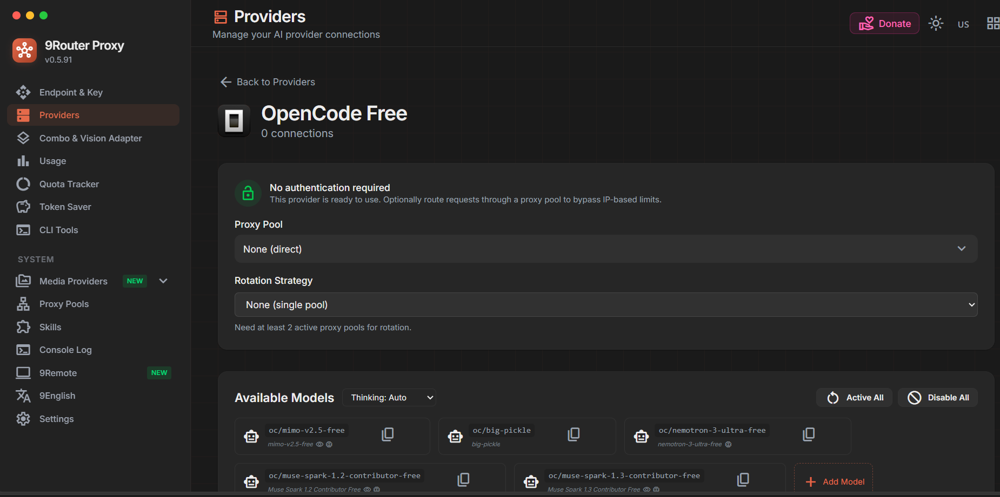 9Router Proxy
v0.5.91
Endpoint & Key
Providers
Combo & Vision Adapter
Usage
Quota Tracker
Token Saver
CLI Tools
SYSTEM
Media Providers NEW
Proxy Pools
Skills
Console Log
9Remote NEW
9English
Settings
Providers
Manage your AI provider connections
Donate
US
Back to Providers
OpenCode Free
0 connections
No authentication required
This provider is ready to use. Optionally route requests through a proxy pool to bypass IP-based limits.
Proxy Pool
None (direct)
Rotation Strategy
None (single pool)
Need at least 2 active proxy pools for rotation.
Available Models Thinking: Auto Active All Disable All
oc/mimo-v2.5-free
mimo-v2.5-free
oc/big-pickle
big-pickle
oc/nemotron-3-ultra-free
nemotron-3-ultra-free
oc/muse-spark-1.2-contributor-free
Muse Spark 1.2 Contributor Free
oc/muse-spark-1.3-contributor-free
Muse Spark 1.3 Contributor Free
Add Model